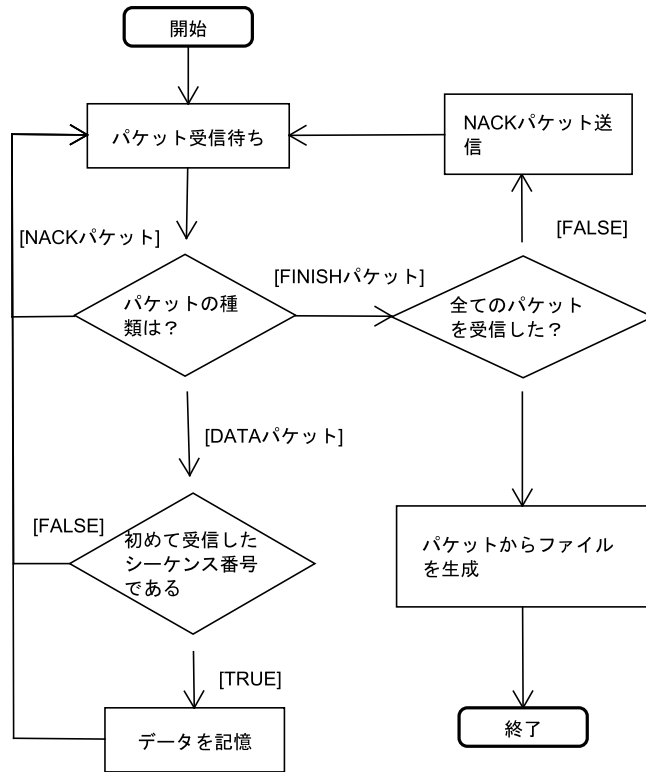 開始
パケット受信待ち
NACKパケット送
信
[NACKパケット]
[FALSE]
パケットの種
類は？
[FINISHパケット]
全てのパケット
を受信した？
[DATAパケット]
[FALSE]
初めて受信した
シーケンス番号
である
パケットからファイル
を生成
[TRUE]
データを記憶
終了